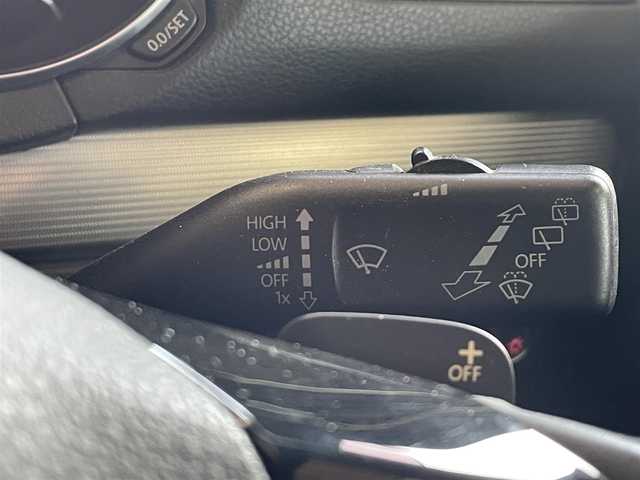 0.0/SET
HIGH
LOW
OFF
1x
OFF
+
OFF